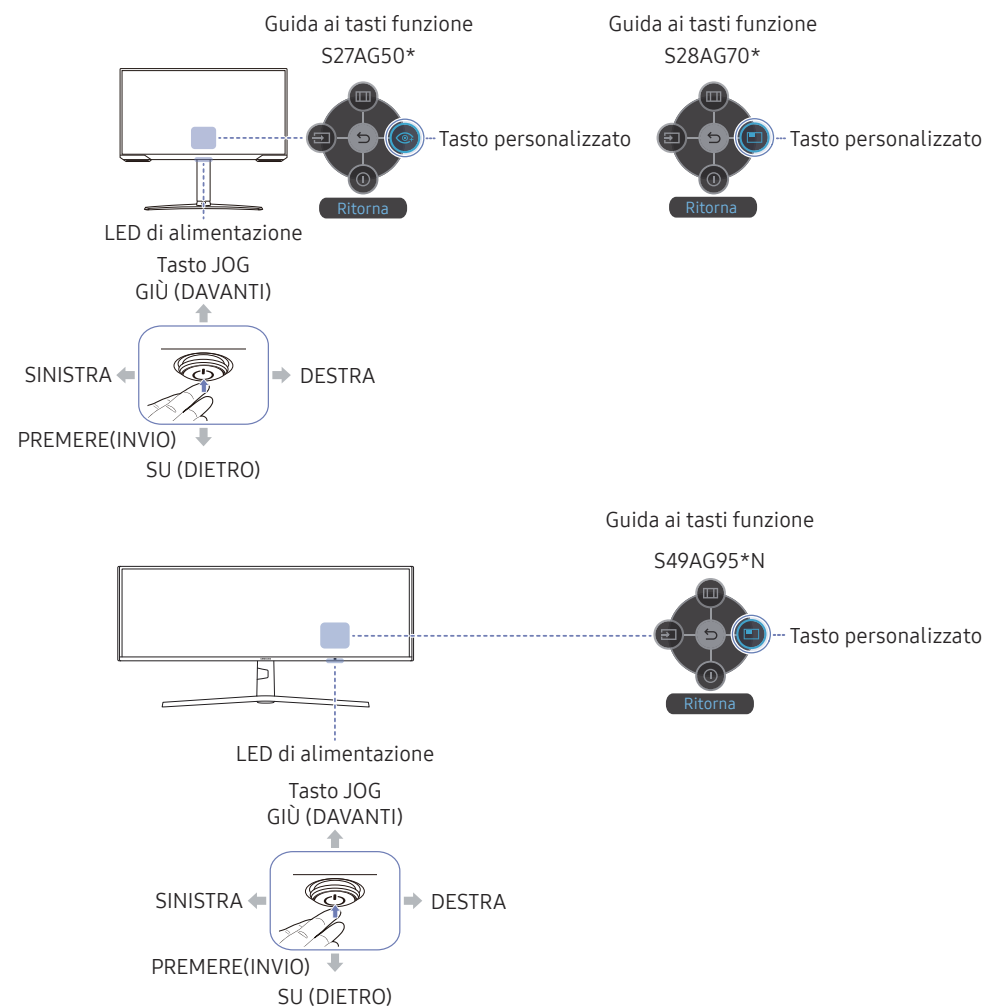 Guida ai tasti funzione
S27AG50*
Guida ai tasti funzione
S28AG70*
Tasto personalizzato
Tasto personalizzato
Ritorna
Ritorna
LED di alimentazione
Tasto JOG
GIÙ (DAVANTI)
SINISTRA
DESTRA
PREMERE(INVIO)
SU (DIETRO)
Guida ai tasti funzione
S49AG95*N
Tasto personalizzato
Ritorna
LED di alimentazione
Tasto JOG
GIÙ (DAVANTI)
SINISTRA
DESTRA
PREMERE(INVIO)
SU (DIETRO)